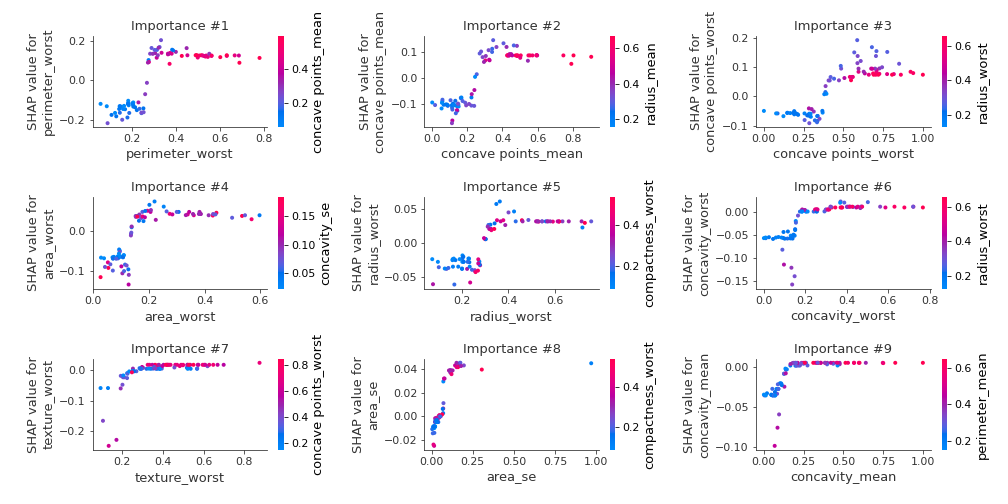 Importance #1
SHAP value for
perimeter_worst
0.2
0.0
−0.2
0.2
0.4
0.6
0.8
perimeter_worst
0.4
0.2
concave points_mean
Importance #2
SHAP value for
concave points_mean
0.1
0.0
−0.1
0.0
0.2
0.4
0.6
0.8
concave points_mean
0.6
0.4
0.2
radius_mean
Importance #3
SHAP value for
concave points_worst
0.2
0.1
0.0
−0.1
0.00
0.25
0.50
0.75
1.00
concave points_worst
0.6
0.4
0.2
radius_worst
Importance #4
SHAP value for
area_worst
0.0
−0.1
0.0
0.2
0.4
0.6
area_worst
0.15
0.10
0.05
concavity_se
Importance #5
SHAP value for
radius_worst
0.05
0.00
−0.05
0.2
0.4
0.6
radius_worst
0.4
0.2
compactness_worst
Importance #6
SHAP value for
concavity_worst
0.00
−0.05
−0.10
−0.15
0.0
0.2
0.4
0.6
0.8
concavity_worst
0.6
0.4
0.2
radius_worst
Importance #7
SHAP value for
texture_worst
0.0
−0.1
−0.2
0.2
0.4
0.6
0.8
texture_worst
0.8
0.6
0.4
0.2
concave points_worst
Importance #8
SHAP value for
area_se
0.04
0.02
0.00
−0.02
0.00
0.25
0.50
0.75
1.00
area_se
0.4
0.2
compactness_worst
Importance #9
SHAP value for
concavity_mean
0.00
−0.05
−0.10
0.00
0.25
0.50
0.75
1.00
concavity_mean
0.6
0.4
0.2
perimeter_mean